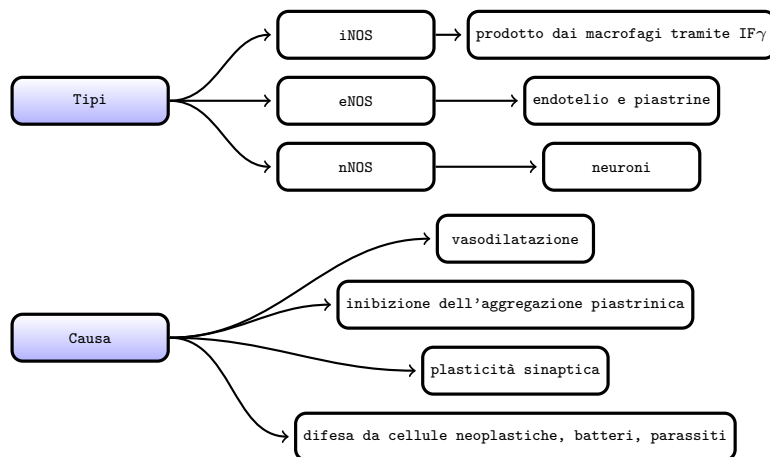 iNOS
prodotto dai macrofagi tramite IFγ
Tipi
eNOS
endotelio e piastrine
nNOS
neuroni
vasodilatazione
inibizione dell'aggregazione piastrinica
Causa
plasticità sinaptica
difesa da cellule neoplastiche, batteri, parassiti